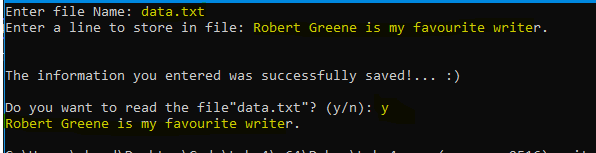 Enter file Name: data.txt
Enter a line to store in file: Robert Greene is my favourite writer.
The information you entered was successfully saved!... :)
Do you want to read the file"data.txt"? (y/n): y
Robert Greene is my favourite writer.